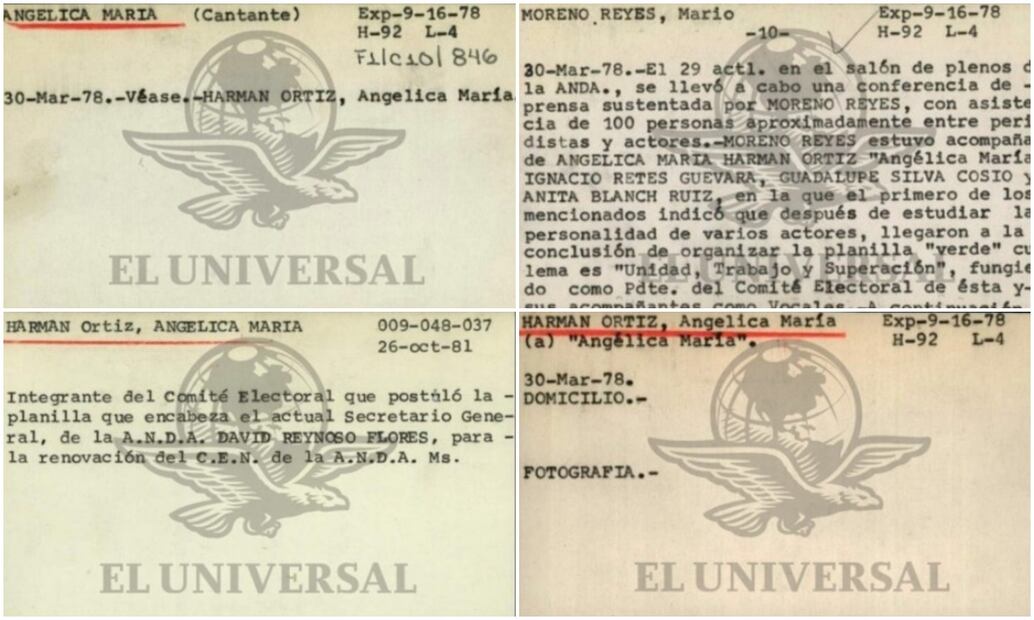 ANGELICA MARIA (Cantante) Exp-9-16-78
H-92 L-4
F1/C10/846
30-Mar-78.-Véase.-HARMAN ORTIZ, Angelica María
EL UNIVERSAL
MORENO REYES, Mario Exp-9-16-78
-10- H-92 L-4
30-Mar-78.-El 29 actl. en el salón de plenos d
la ANDA., se llevó a cabo una conferencia de -
prensa sustentada por MORENO REYES, con asiste
cia de 100 personas aproximadamente entre peri
distas y actores.-MORENO REYES estuvo acompaña
de ANGELICA MARIA HARMAN ORTIZ "Angélica María
IGNACIO RETES GUEVARA, GUADALUPE SILVA COSIO y
ANITA BLANCH RUIZ, en la que el primero de los
mencionados indicó que después de estudiar la
personalidad de varios actores, llegaron a la
conclusión de organizar la planilla "verde" cu
lema es "Unidad, Trabajo y Superación", fungie
do como Pdte. del Comité Electoral de ésta y-
sus acompañantes como Vocales.-A continuación
EL UNIVERSAL
HARMAN Ortiz, ANGELICA MARIA 009-048-037
26-oct-81
Integrante del Comité Electoral que postuló la -
planilla que encabeza el actual Secretario Gene-
ral, de la A.N.D.A. DAVID REYNOSO FLORES, para -
la renovación del C.E.N. de la A.N.D.A. Ms.
EL UNIVERSAL
HARMAN ORTIZ, Angelica María Exp-9-16-78
(a) "Angélica María". H-92 L-4
30-Mar-78.
DOMICILIO.-
FOTOGRAFIA.-
EL UNIVERSAL